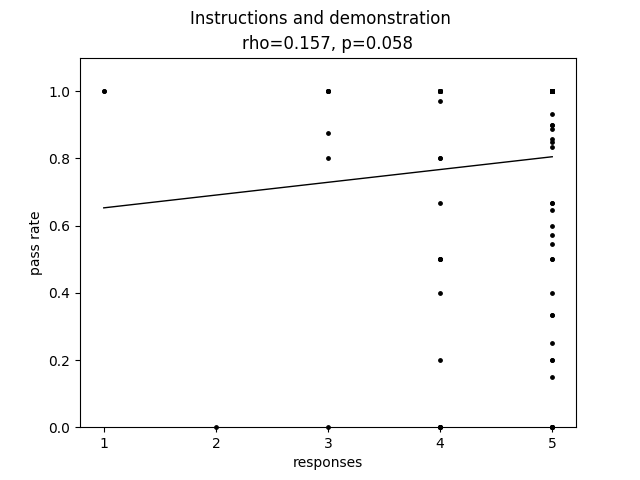 Instructions and demonstration
rho=0.157, p=0.058
1.0
0.8
0.6
0.4
0.2
0.0
pass rate
1 2 3 4 5
responses